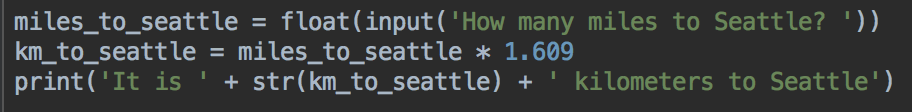 miles_to_seattle = float(input('How many miles to Seattle? '))
km_to_seattle = miles_to_seattle * 1.609
print('It is ' + str(km_to_seattle) + ' kilometers to Seattle')